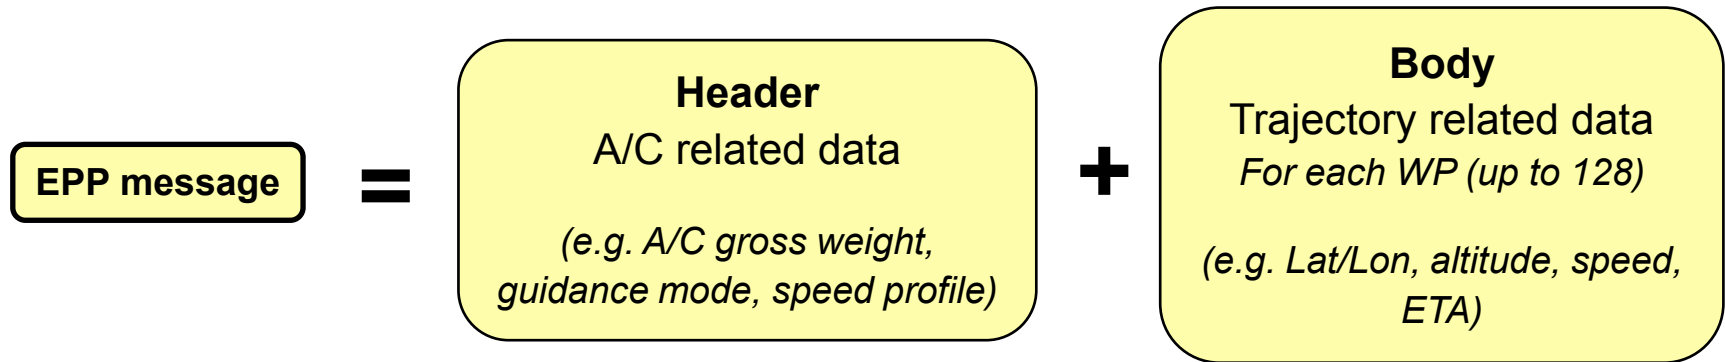 EPP message
=
Header
A/C related data
(e.g. A/C gross weight,
guidance mode, speed profile)
+
Body
Trajectory related data
For each WP (up to 128)
(e.g. Lat/Lon, altitude, speed,
ETA)